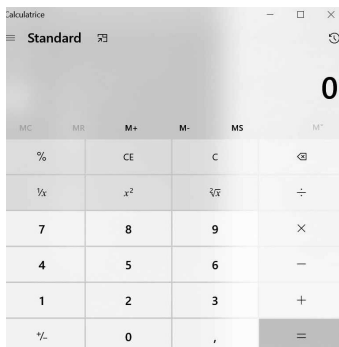 Calculatrice
Standard
0
MC MR M+ M- MS M˅
% CE C
⅟x x² ²√x ÷
7 8 9 ×
4 5 6 −
1 2 3 +
+/− 0 , =